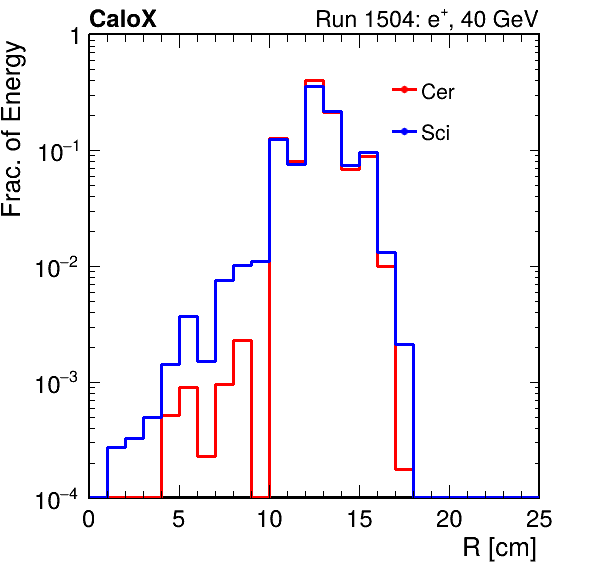 CaloX Run 1504: e⁺, 40 GeV
Frac. of Energy
1
10⁻¹
10⁻²
10⁻³
10⁻⁴
Cer
Sci
0 5 10 15 20 25
R [cm]